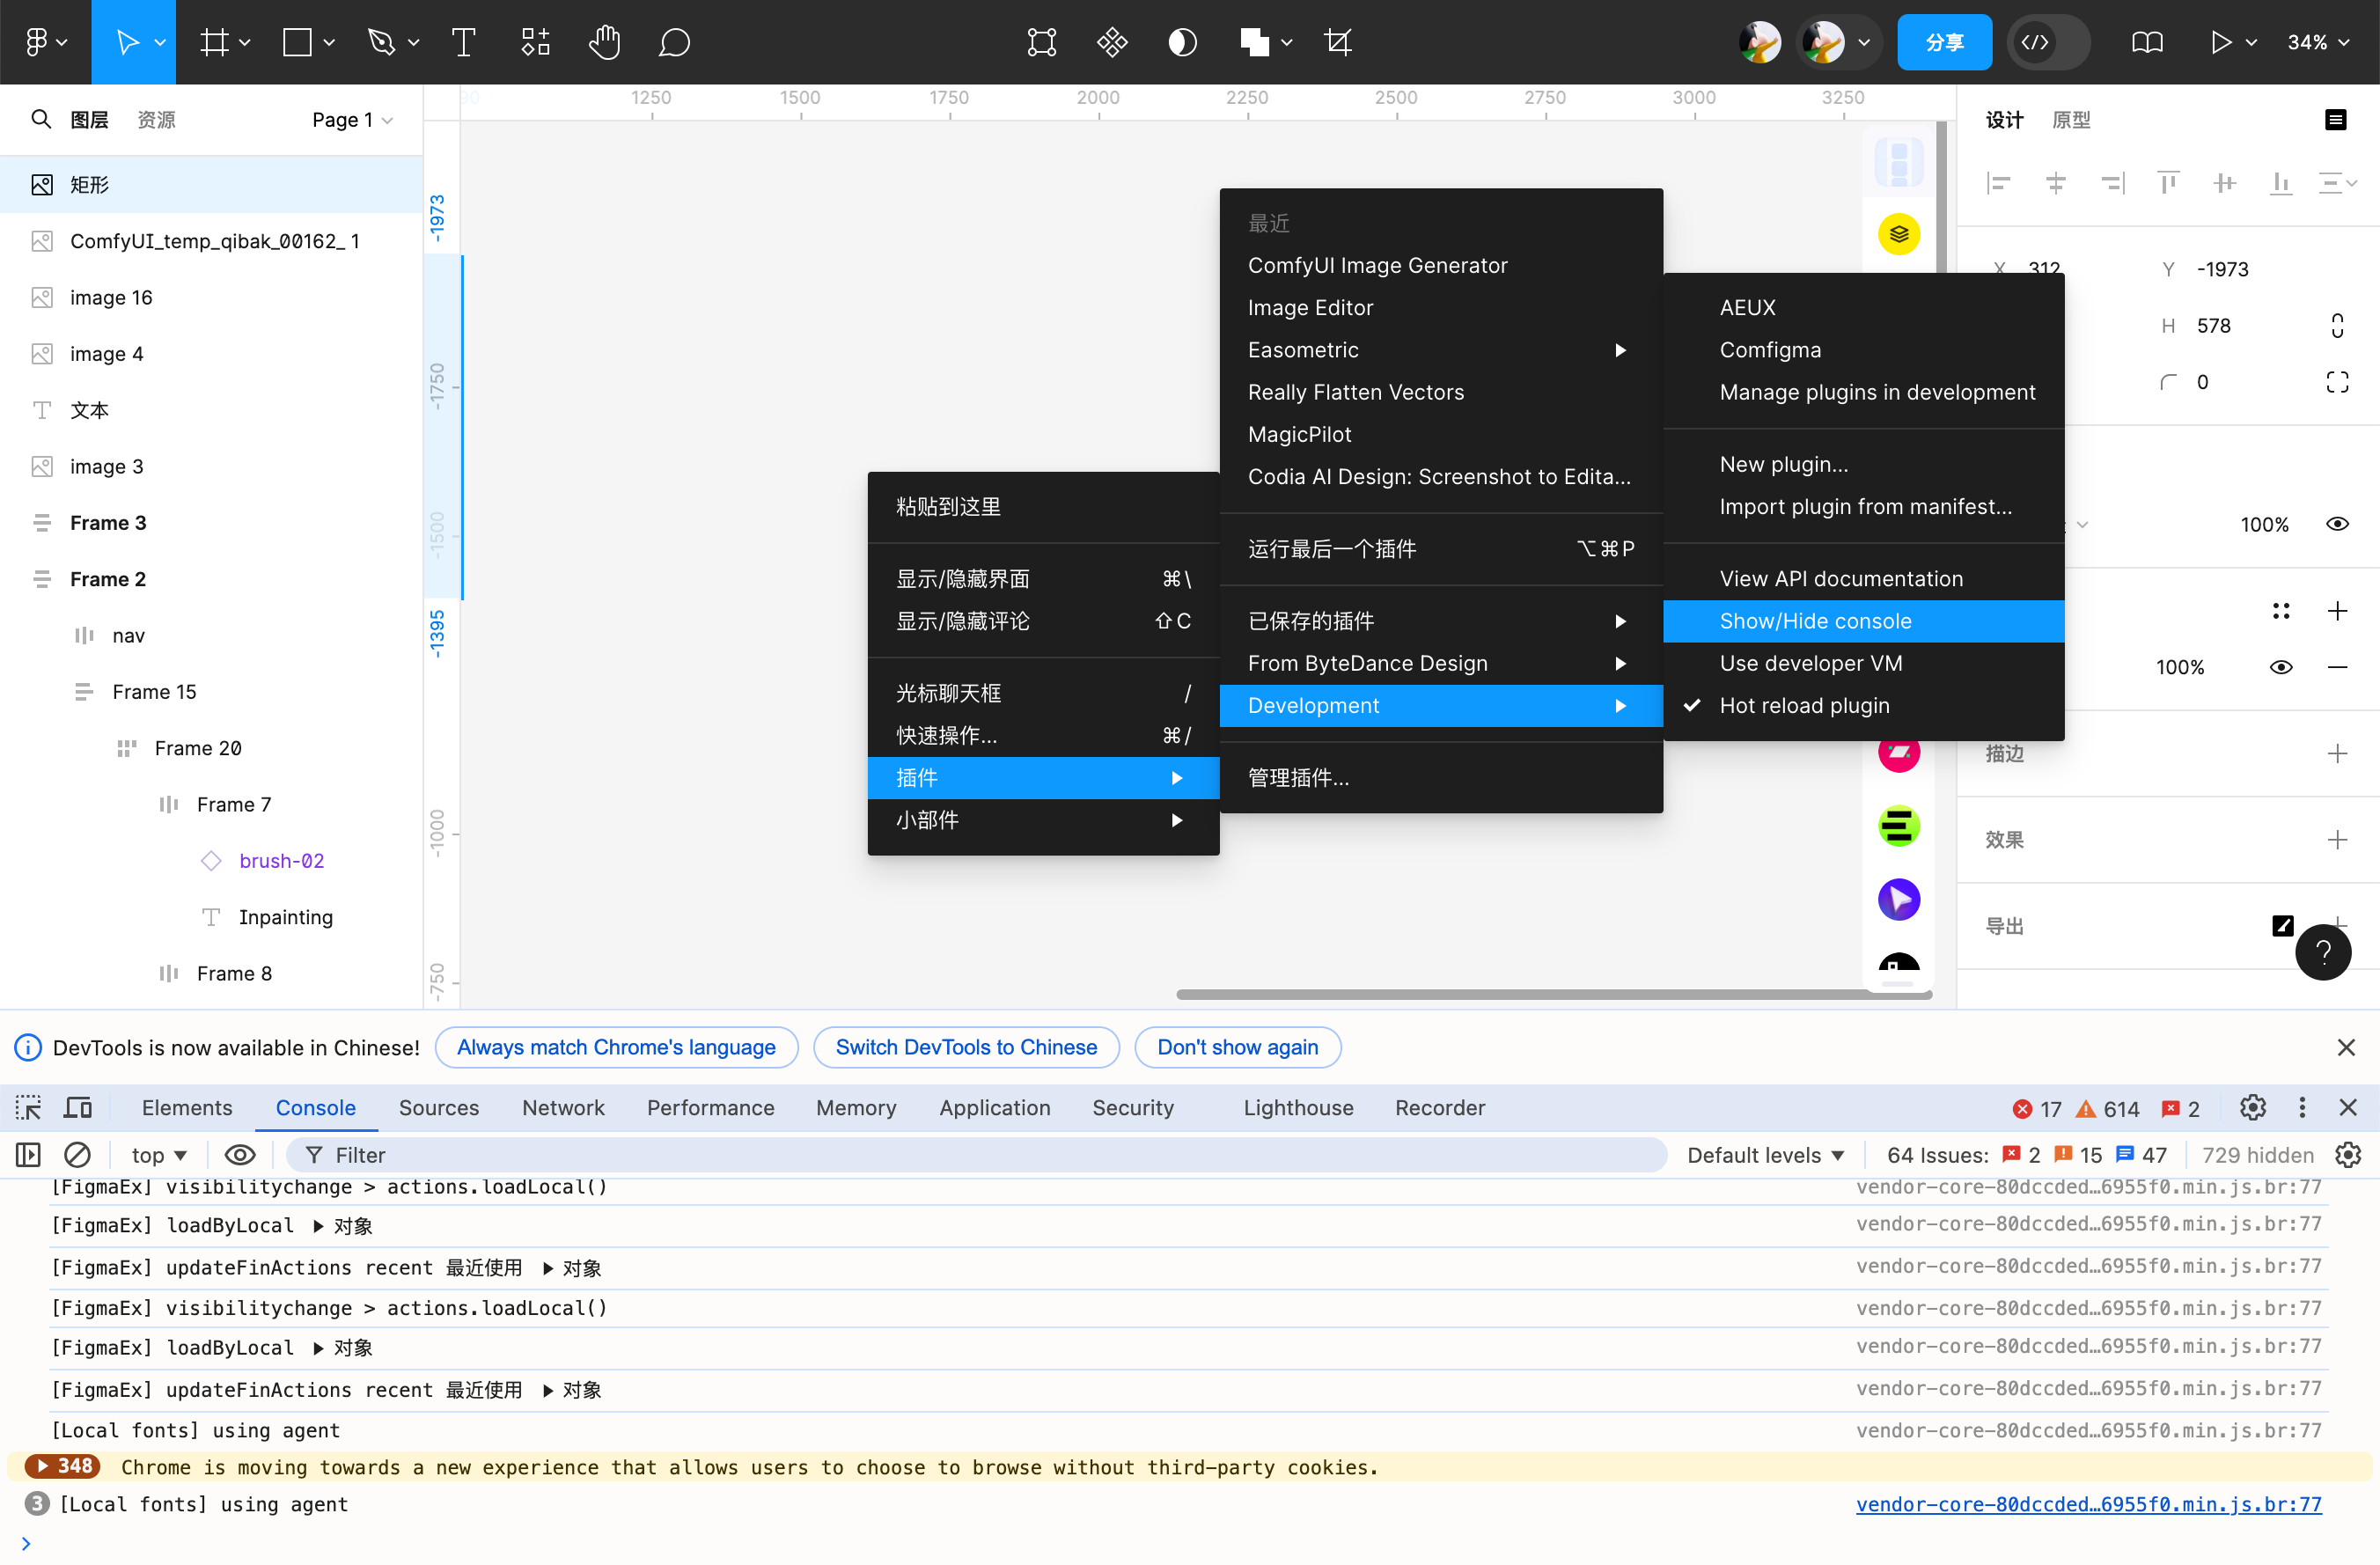 分享
34%
图层 资源 Page 1
矩形
ComfyUI_temp_qibak_00162_ 1
image 16
image 4
文本
image 3
Frame 3
Frame 2
nav
Frame 15
Frame 20
Frame 7
brush-02
Inpainting
Frame 8
1250 1500 1750 2000 2250 2500 2750 3000 3250
-1973
-1750
-1500
-1395
-1000
-750
粘贴到这里
显示/隐藏界面 ⌘\
显示/隐藏评论 ⇧C
光标聊天框 /
快速操作... ⌘/
插件
小部件
最近
ComfyUI Image Generator
Image Editor
Easometric
Really Flatten Vectors
MagicPilot
Codia AI Design: Screenshot to Edita...
运行最后一个插件 ⌥⌘P
已保存的插件
From ByteDance Design
Development
管理插件...
AEUX
Comfigma
Manage plugins in development
New plugin...
Import plugin from manifest...
View API documentation
Show/Hide console
Use developer VM
Hot reload plugin
设计 原型
X 312 Y -1973
H 578
0
100%
100%
描边
效果
导出
?
DevTools is now available in Chinese! Always match Chrome's language Switch DevTools to Chinese Don't show again
Elements Console Sources Network Performance Memory Application Security Lighthouse Recorder 17 614 2
top Filter Default levels 64 Issues: 2 15 47 729 hidden
[FigmaEx] visibilitychange > actions.loadLocal() vendor-core-80dccded…6955f0.min.js.br:77
[FigmaEx] loadByLocal ▶ 对象 vendor-core-80dccded…6955f0.min.js.br:77
[FigmaEx] updateFinActions recent 最近使用 ▶ 对象 vendor-core-80dccded…6955f0.min.js.br:77
[FigmaEx] visibilitychange > actions.loadLocal() vendor-core-80dccded…6955f0.min.js.br:77
[FigmaEx] loadByLocal ▶ 对象 vendor-core-80dccded…6955f0.min.js.br:77
[FigmaEx] updateFinActions recent 最近使用 ▶ 对象 vendor-core-80dccded…6955f0.min.js.br:77
[Local fonts] using agent vendor-core-80dccded…6955f0.min.js.br:77
348 Chrome is moving towards a new experience that allows users to choose to browse without third-party cookies.
3 [Local fonts] using agent vendor-core-80dccded…6955f0.min.js.br:77